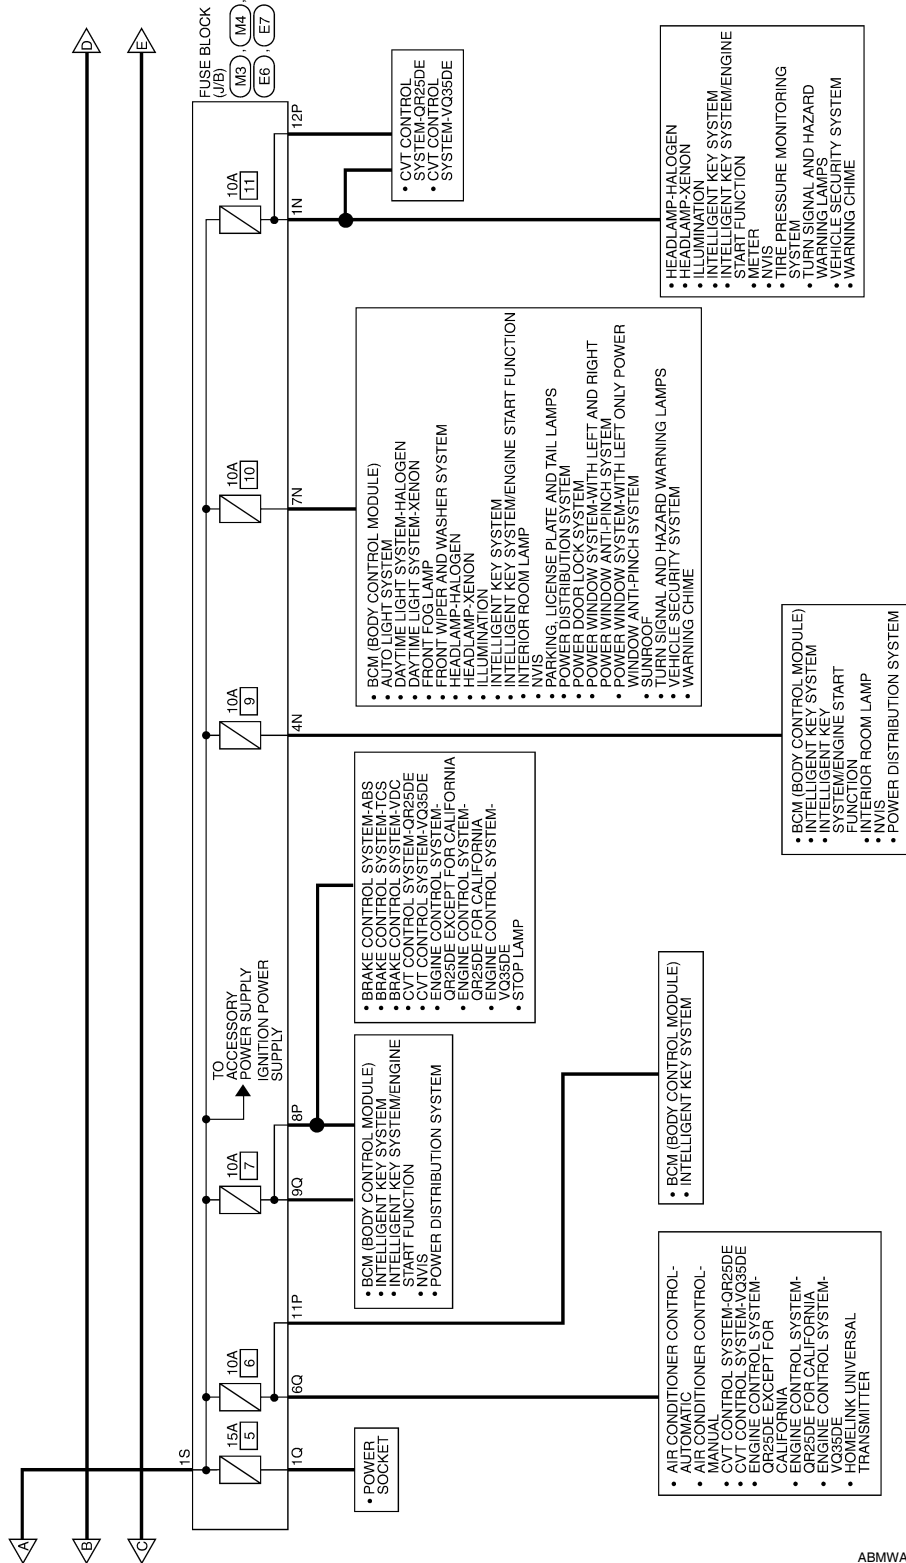 A
B
C
D
E
FUSE BLOCK
(J/B)
M3 , M4 ,
E6 , E7
1S
15A
5
1Q
• POWER
SOCKET
10A
6
6Q
11P
• AIR CONDITIONER CONTROL-
AUTOMATIC
• AIR CONDITIONER CONTROL-
MANUAL
• CVT CONTROL SYSTEM-QR25DE
• CVT CONTROL SYSTEM-VQ35DE
• ENGINE CONTROL SYSTEM-
QR25DE EXCEPT FOR
CALIFORNIA
• ENGINE CONTROL SYSTEM-
QR25DE FOR CALIFORNIA
• ENGINE CONTROL SYSTEM-
VQ35DE
• HOMELINK UNIVERSAL
TRANSMITTER
• BCM (BODY CONTROL MODULE)
• INTELLIGENT KEY SYSTEM
10A
7
9Q
8P
TO
ACCESSORY
POWER SUPPLY
IGNITION POWER
SUPPLY
• BCM (BODY CONTROL MODULE)
• INTELLIGENT KEY SYSTEM
• INTELLIGENT KEY SYSTEM/ENGINE
START FUNCTION
• NVIS
• POWER DISTRIBUTION SYSTEM
• BRAKE CONTROL SYSTEM-ABS
• BRAKE CONTROL SYSTEM-TCS
• BRAKE CONTROL SYSTEM-VDC
• CVT CONTROL SYSTEM-QR25DE
• CVT CONTROL SYSTEM-VQ35DE
• ENGINE CONTROL SYSTEM-
QR25DE EXCEPT FOR CALIFORNIA
• ENGINE CONTROL SYSTEM-
QR25DE FOR CALIFORNIA
• ENGINE CONTROL SYSTEM-
VQ35DE
• STOP LAMP
10A
9
4N
• BCM (BODY CONTROL MODULE)
• INTELLIGENT KEY SYSTEM
• INTELLIGENT KEY
SYSTEM/ENGINE START
FUNCTION
• INTERIOR ROOM LAMP
• NVIS
• POWER DISTRIBUTION SYSTEM
10A
10
7N
• BCM (BODY CONTROL MODULE)
• AUTO LIGHT SYSTEM
• DAYTIME LIGHT SYSTEM-HALOGEN
• DAYTIME LIGHT SYSTEM-XENON
• FRONT FOG LAMP
• FRONT WIPER AND WASHER SYSTEM
• HEADLAMP-HALOGEN
• HEADLAMP-XENON
• ILLUMINATION
• INTELLIGENT KEY SYSTEM
• INTELLIGENT KEY SYSTEM/ENGINE START FUNCTION
• INTERIOR ROOM LAMP
• NVIS
• PARKING, LICENSE PLATE AND TAIL LAMPS
• POWER DISTRIBUTION SYSTEM
• POWER DOOR LOCK SYSTEM
• POWER WINDOW SYSTEM-WITH LEFT AND RIGHT
POWER WINDOW ANTI-PINCH SYSTEM
• POWER WINDOW SYSTEM-WITH LEFT ONLY POWER
WINDOW ANTI-PINCH SYSTEM
• SUNROOF
• TURN SIGNAL AND HAZARD WARNING LAMPS
• VEHICLE SECURITY SYSTEM
• WARNING CHIME
10A
11
1N
12P
• CVT CONTROL
SYSTEM-QR25DE
• CVT CONTROL
SYSTEM-VQ35DE
• HEADLAMP-HALOGEN
• HEADLAMP-XENON
• ILLUMINATION
• INTELLIGENT KEY SYSTEM
• INTELLIGENT KEY SYSTEM/ENGINE
START FUNCTION
• METER
• NVIS
• TIRE PRESSURE MONITORING
SYSTEM
• TURN SIGNAL AND HAZARD
WARNING LAMPS
• VEHICLE SECURITY SYSTEM
• WARNING CHIME
ABMWA